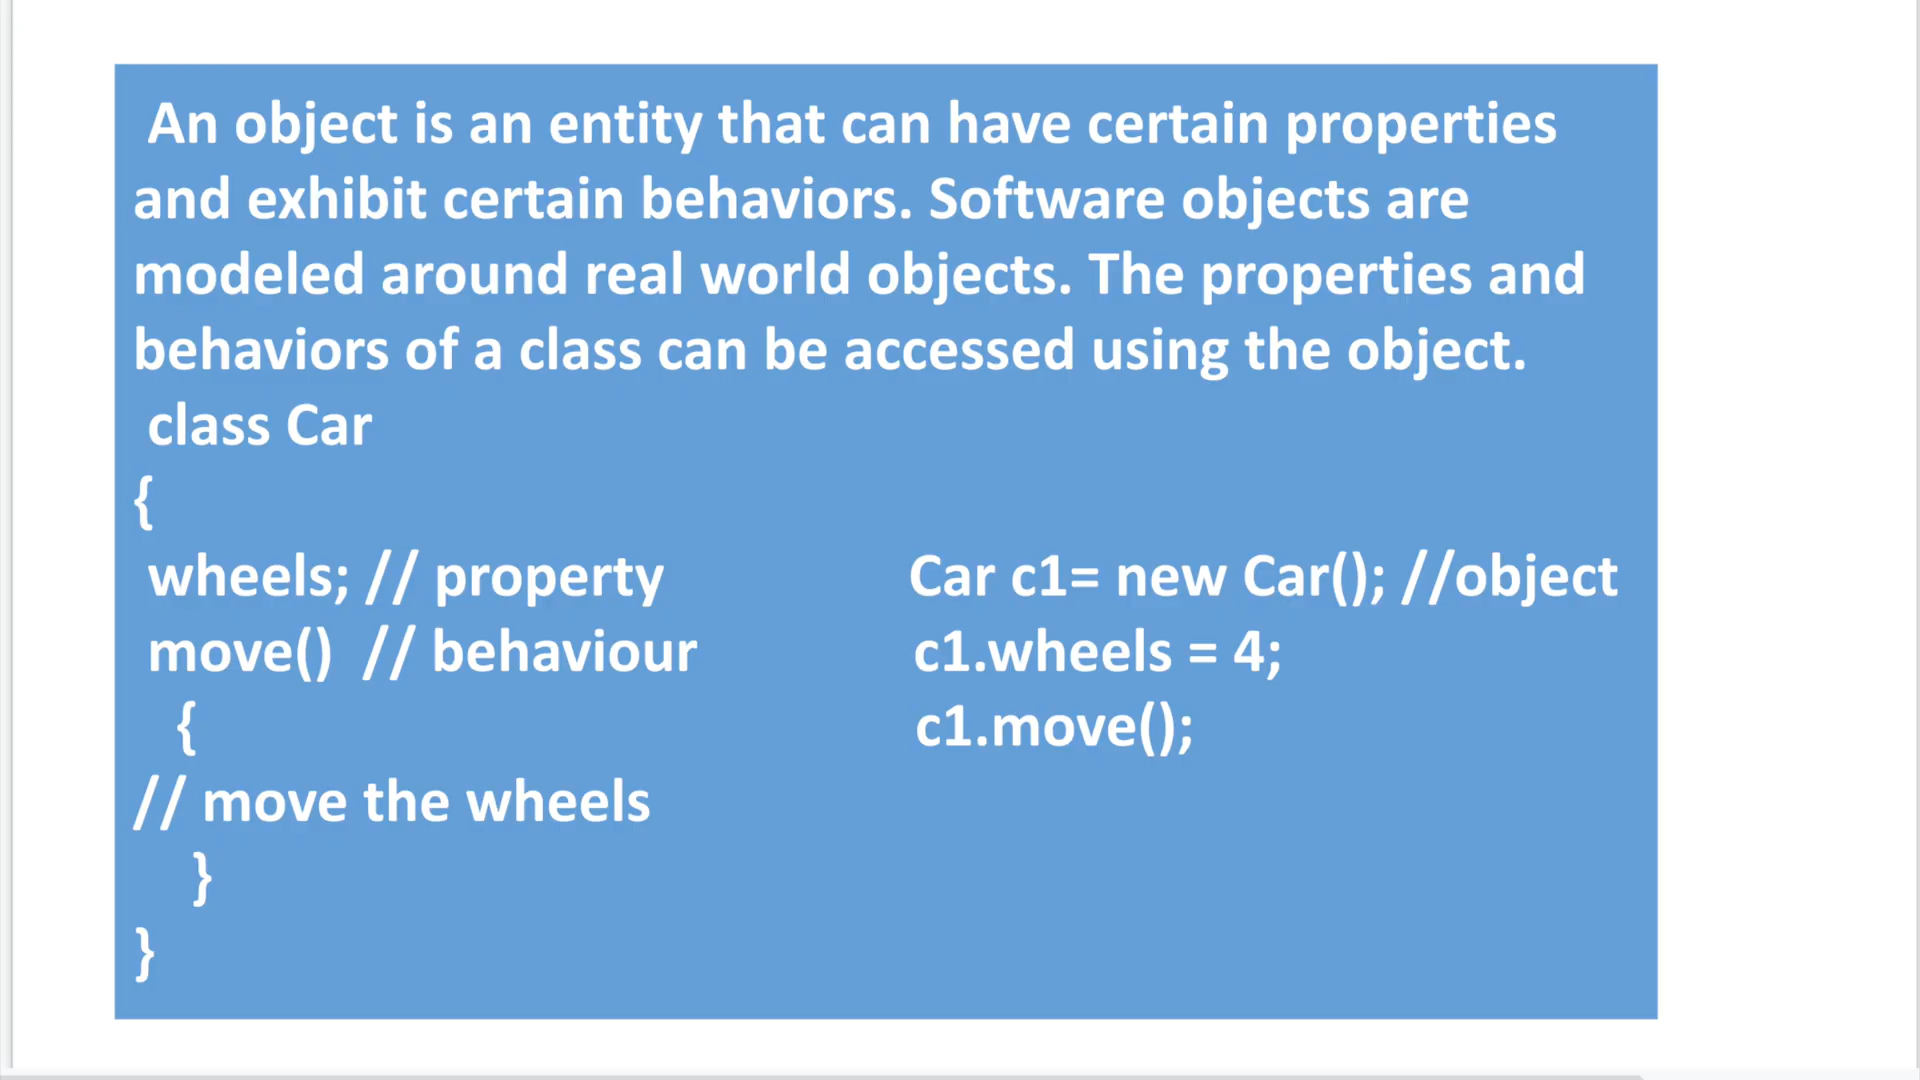 An object is an entity that can have certain properties
and exhibit certain behaviors. Software objects are
modeled around real world objects. The properties and
behaviors of a class can be accessed using the object.
class Car
{
wheels; // property
move() // behaviour
{
// move the wheels
}
}
Car c1= new Car(); //object
c1.wheels = 4;
c1.move();